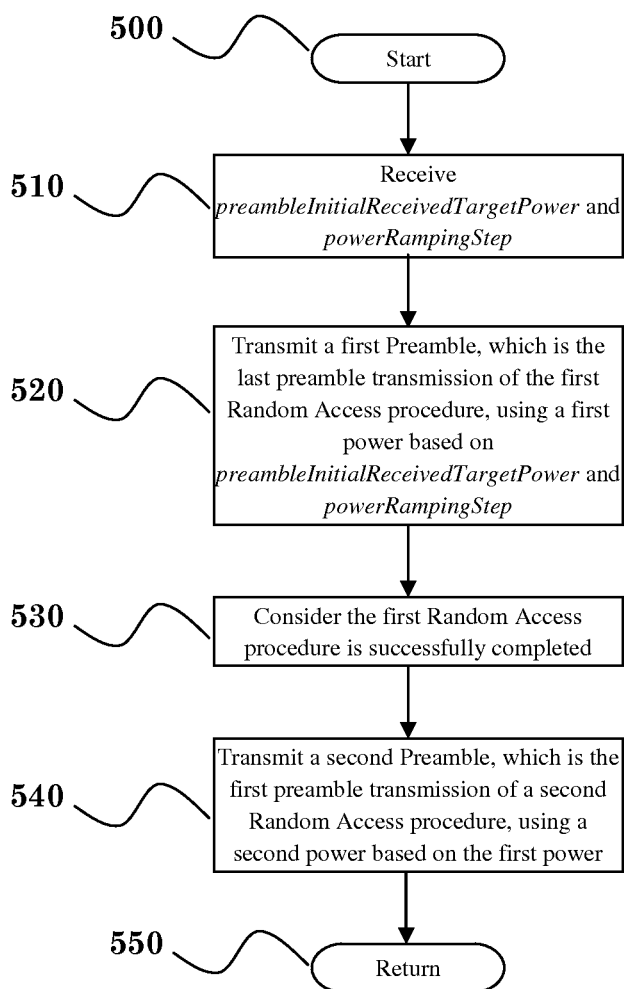 500
Start
510
Receive
preambleInitialReceivedTargetPower and
powerRampingStep
520
Transmit a first Preamble, which is the
last preamble transmission of the first
Random Access procedure, using a first
power based on
preambleInitialReceivedTargetPower and
powerRampingStep
530
Consider the first Random Access
procedure is successfully completed
540
Transmit a second Preamble, which is the
first preamble transmission of a second
Random Access procedure, using a
second power based on the first power
550
Return